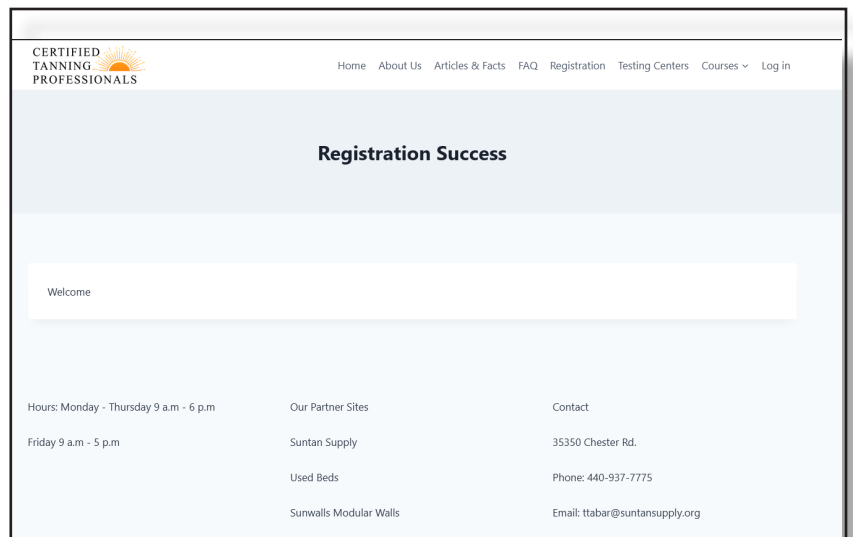 CERTIFIED
TANNING
PROFESSIONALS
Home About Us Articles & Facts FAQ Registration Testing Centers Courses Log in
Registration Success
Welcome
Hours: Monday - Thursday 9 a.m - 6 p.m
Friday 9 a.m - 5 p.m
Our Partner Sites
Suntan Supply
Used Beds
Sunwalls Modular Walls
Contact
35350 Chester Rd.
Phone: 440-937-7775
Email: ttabar@suntansupply.org